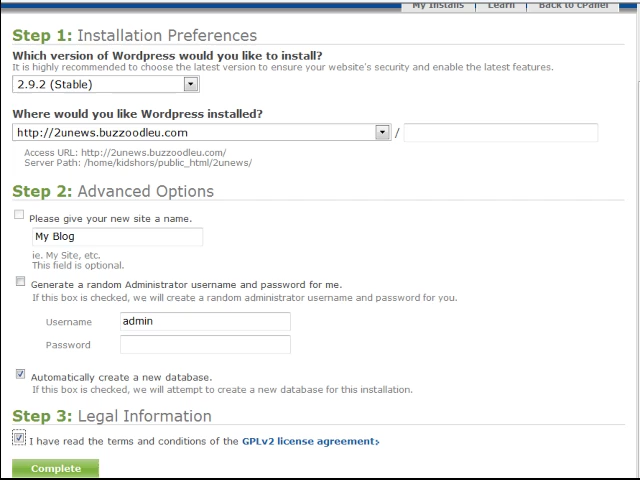 My Installs Learn Back to cPanel
Step 1: Installation Preferences
Which version of Wordpress would you like to install?
It is highly recommended to choose the latest version to ensure your website's security and enable the latest features.
2.9.2 (Stable)
Where would you like Wordpress installed?
http://2unews.buzzoodleu.com /
Access URL: http://2unews.buzzoodleu.com/
Server Path: /home/kidshors/public_html/2unews/
Step 2: Advanced Options
Please give your new site a name.
My Blog
ie. My Site, etc.
This field is optional.
Generate a random Administrator username and password for me.
If this box is checked, we will create a random administrator username and password for you.
Username admin
Password
Automatically create a new database.
If this box is checked, we will attempt to create a new database for this installation.
Step 3: Legal Information
I have read the terms and conditions of the GPLv2 license agreement>
Complete